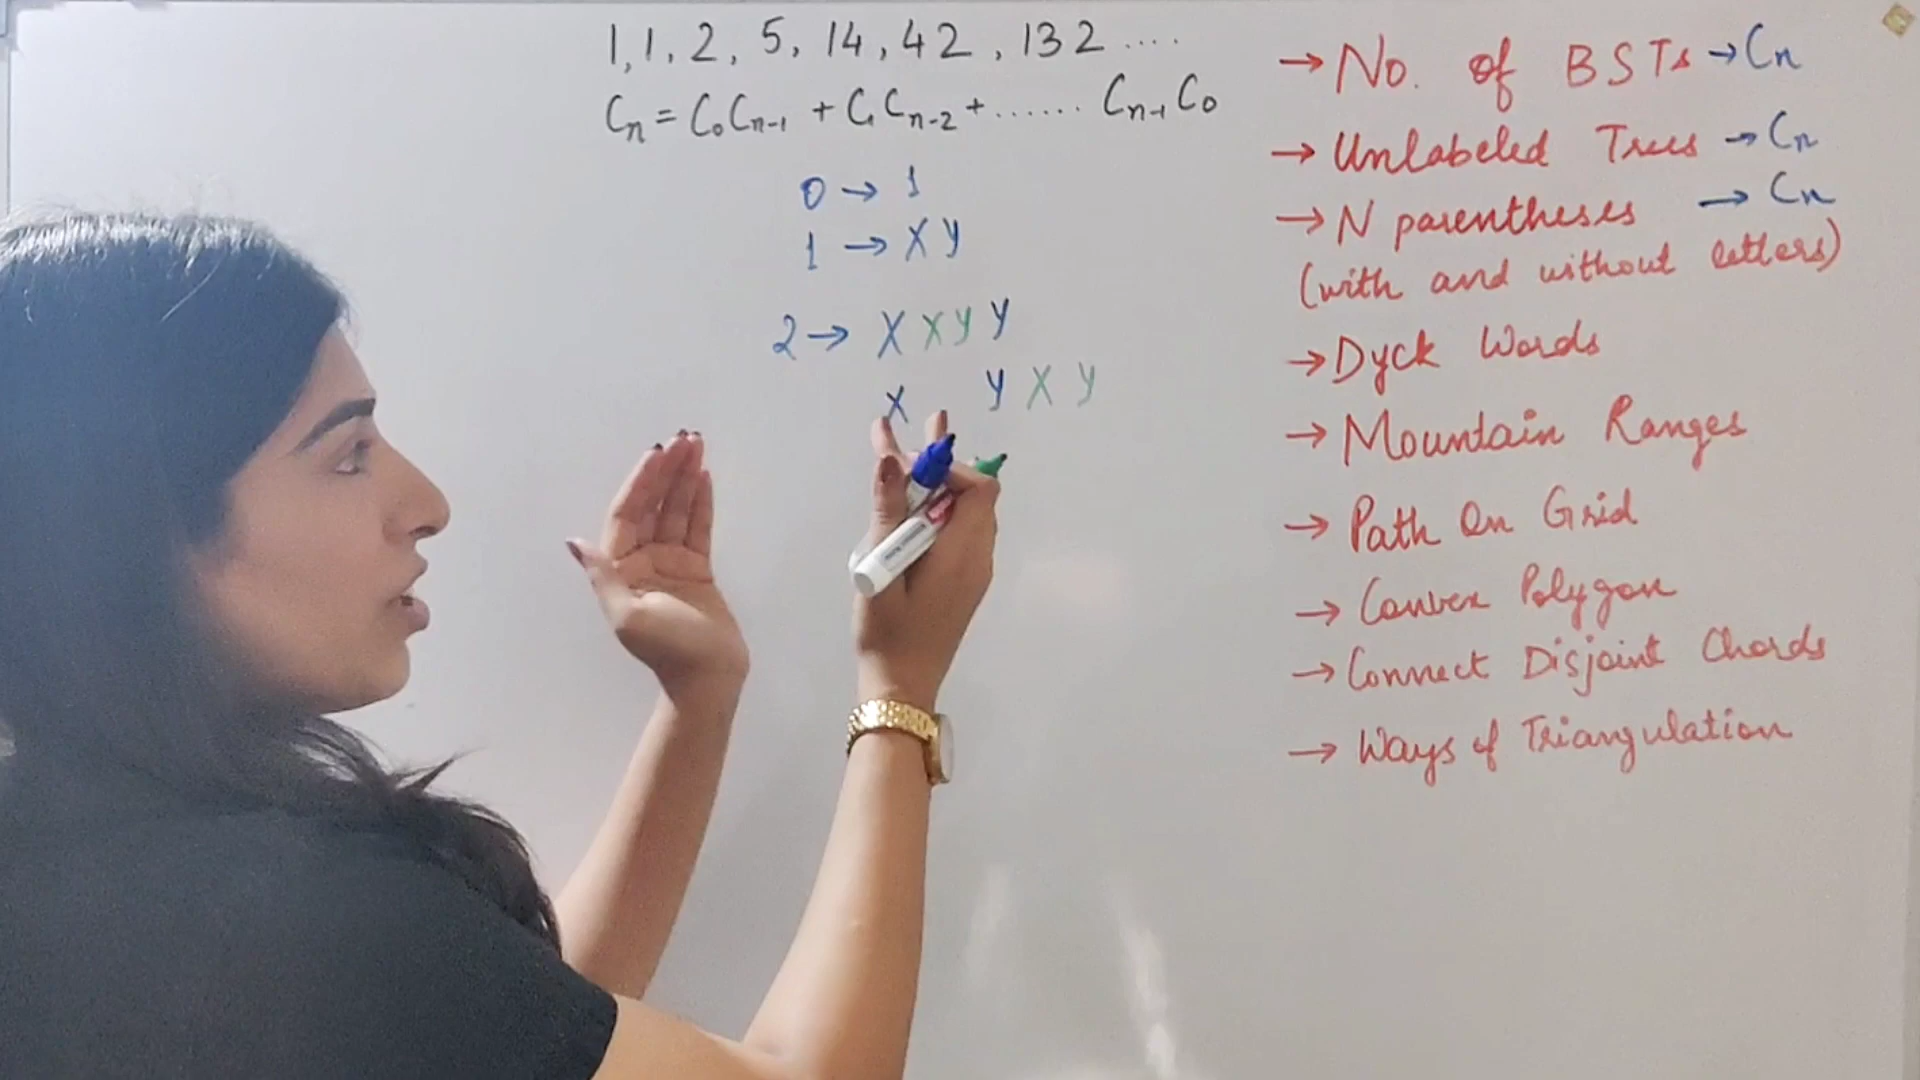 1, 1, 2, 5, 14, 42, 132 ....
Cn = C0Cn-1 + C1Cn-2 + ...... Cn-1C0
0 → 1
1 → X Y
2 → X X Y Y
X Y X Y
→ No. of BSTs → Cn
→ Unlabeled Trees → Cn
→ N parentheses → Cn
(with and without letters)
→ Dyck Words
→ Mountain Ranges
→ Path On Grid
→ Convex Polygon
→ Connect Disjoint Chords
→ Ways of Triangulation